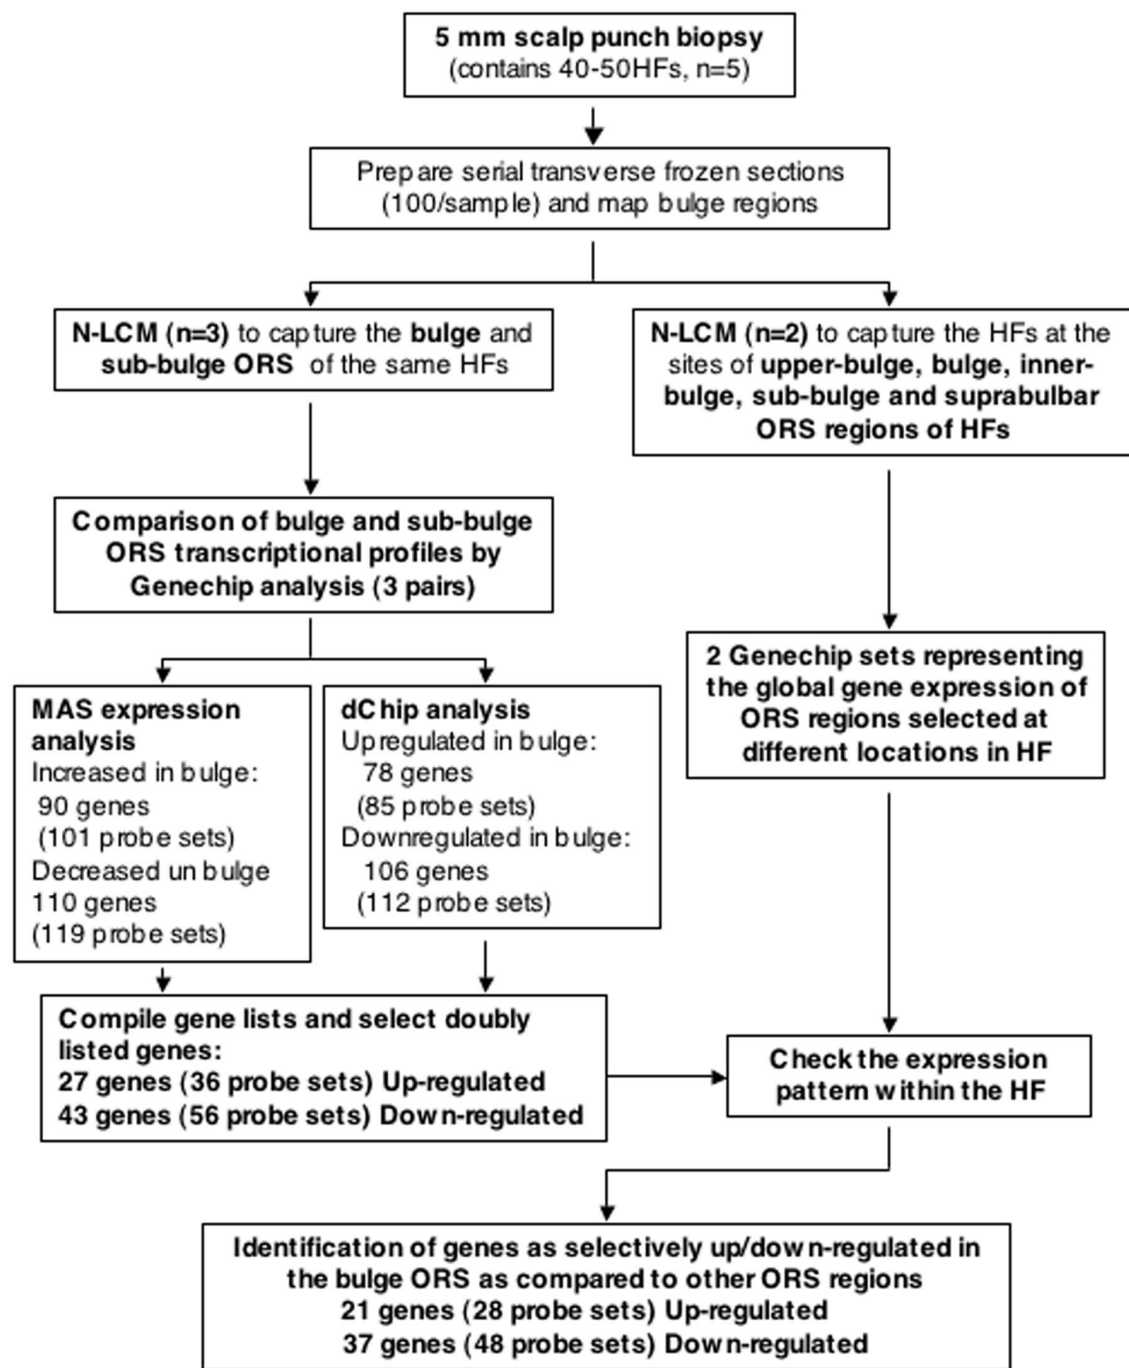 5 mm scalp punch biopsy
(contains 40-50HFs, n=5)
Prepare serial transverse frozen sections
(100/sample) and map bulge regions
N-LCM (n=3) to capture the bulge and
sub-bulge ORS of the same HFs
N-LCM (n=2) to capture the HFs at the
sites of upper-bulge, bulge, inner-
bulge, sub-bulge and suprabulbar
ORS regions of HFs
Comparison of bulge and sub-bulge
ORS transcriptional profiles by
Genechip analysis (3 pairs)
2 Genechip sets representing
the global gene expression of
ORS regions selected at
different locations in HF
MAS expression
analysis
Increased in bulge:
90 genes
(101 probe sets)
Decreased un bulge
110 genes
(119 probe sets)
dChip analysis
Upregulated in bulge:
78 genes
(85 probe sets)
Downregulated in bulge:
106 genes
(112 probe sets)
Compile gene lists and select doubly
listed genes:
27 genes (36 probe sets) Up-regulated
43 genes (56 probe sets) Down-regulated
Check the expression
pattern within the HF
Identification of genes as selectively up/down-regulated in
the bulge ORS as compared to other ORS regions
21 genes (28 probe sets) Up-regulated
37 genes (48 probe sets) Down-regulated